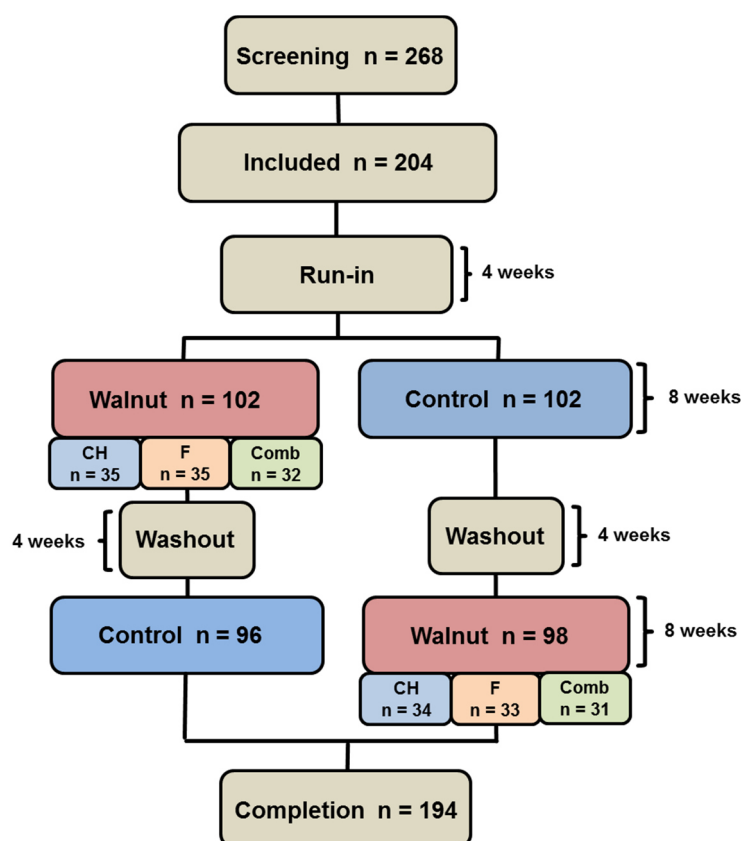 Screening n = 268
Included n = 204
Run-in
4 weeks
Walnut n = 102
Control n = 102
8 weeks
CH
n = 35
F
n = 35
Comb
n = 32
4 weeks
Washout
Washout
4 weeks
Control n = 96
Walnut n = 98
8 weeks
CH
n = 34
F
n = 33
Comb
n = 31
Completion n = 194